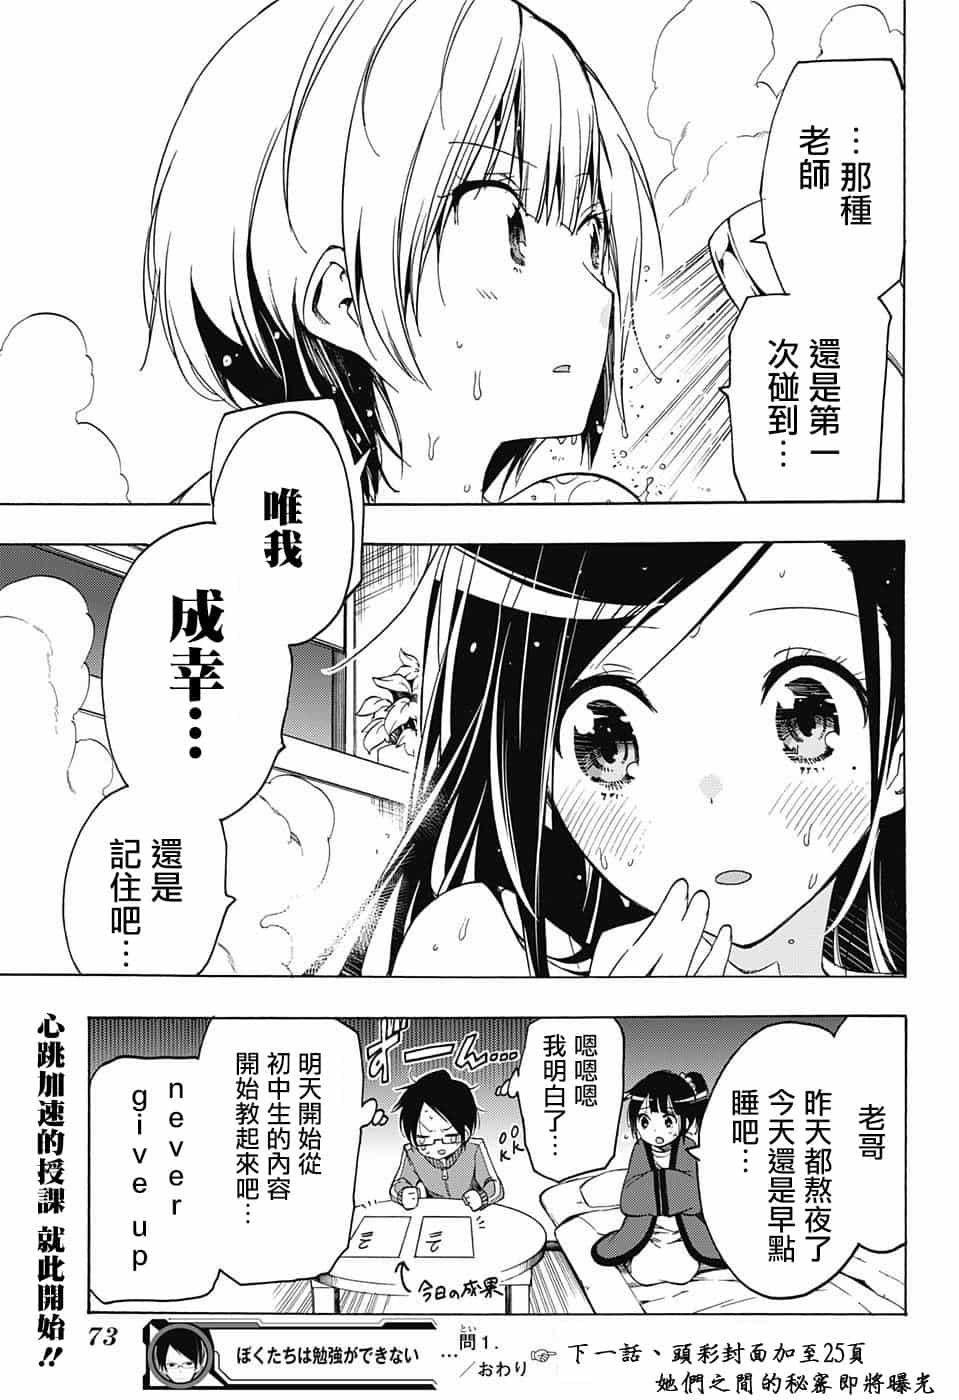 …那種
老師
還是第一
次碰到…
唯我
成幸…
還是
記住吧…
老哥
昨天都熬夜了
今天還是早點
睡吧…
嗯嗯嗯
我明白了…
ずーん…
OK
OK
明天開始從
初中生的內容
開始教起來吧…
never
give up
今日の成果
心跳加速的授課 就此開始!!
73
ぼくたちは勉強ができない
…
とい
問1.
／おわり
☞ 下一話、頭彩封面加至25頁
她們之間的秘密即將曝光